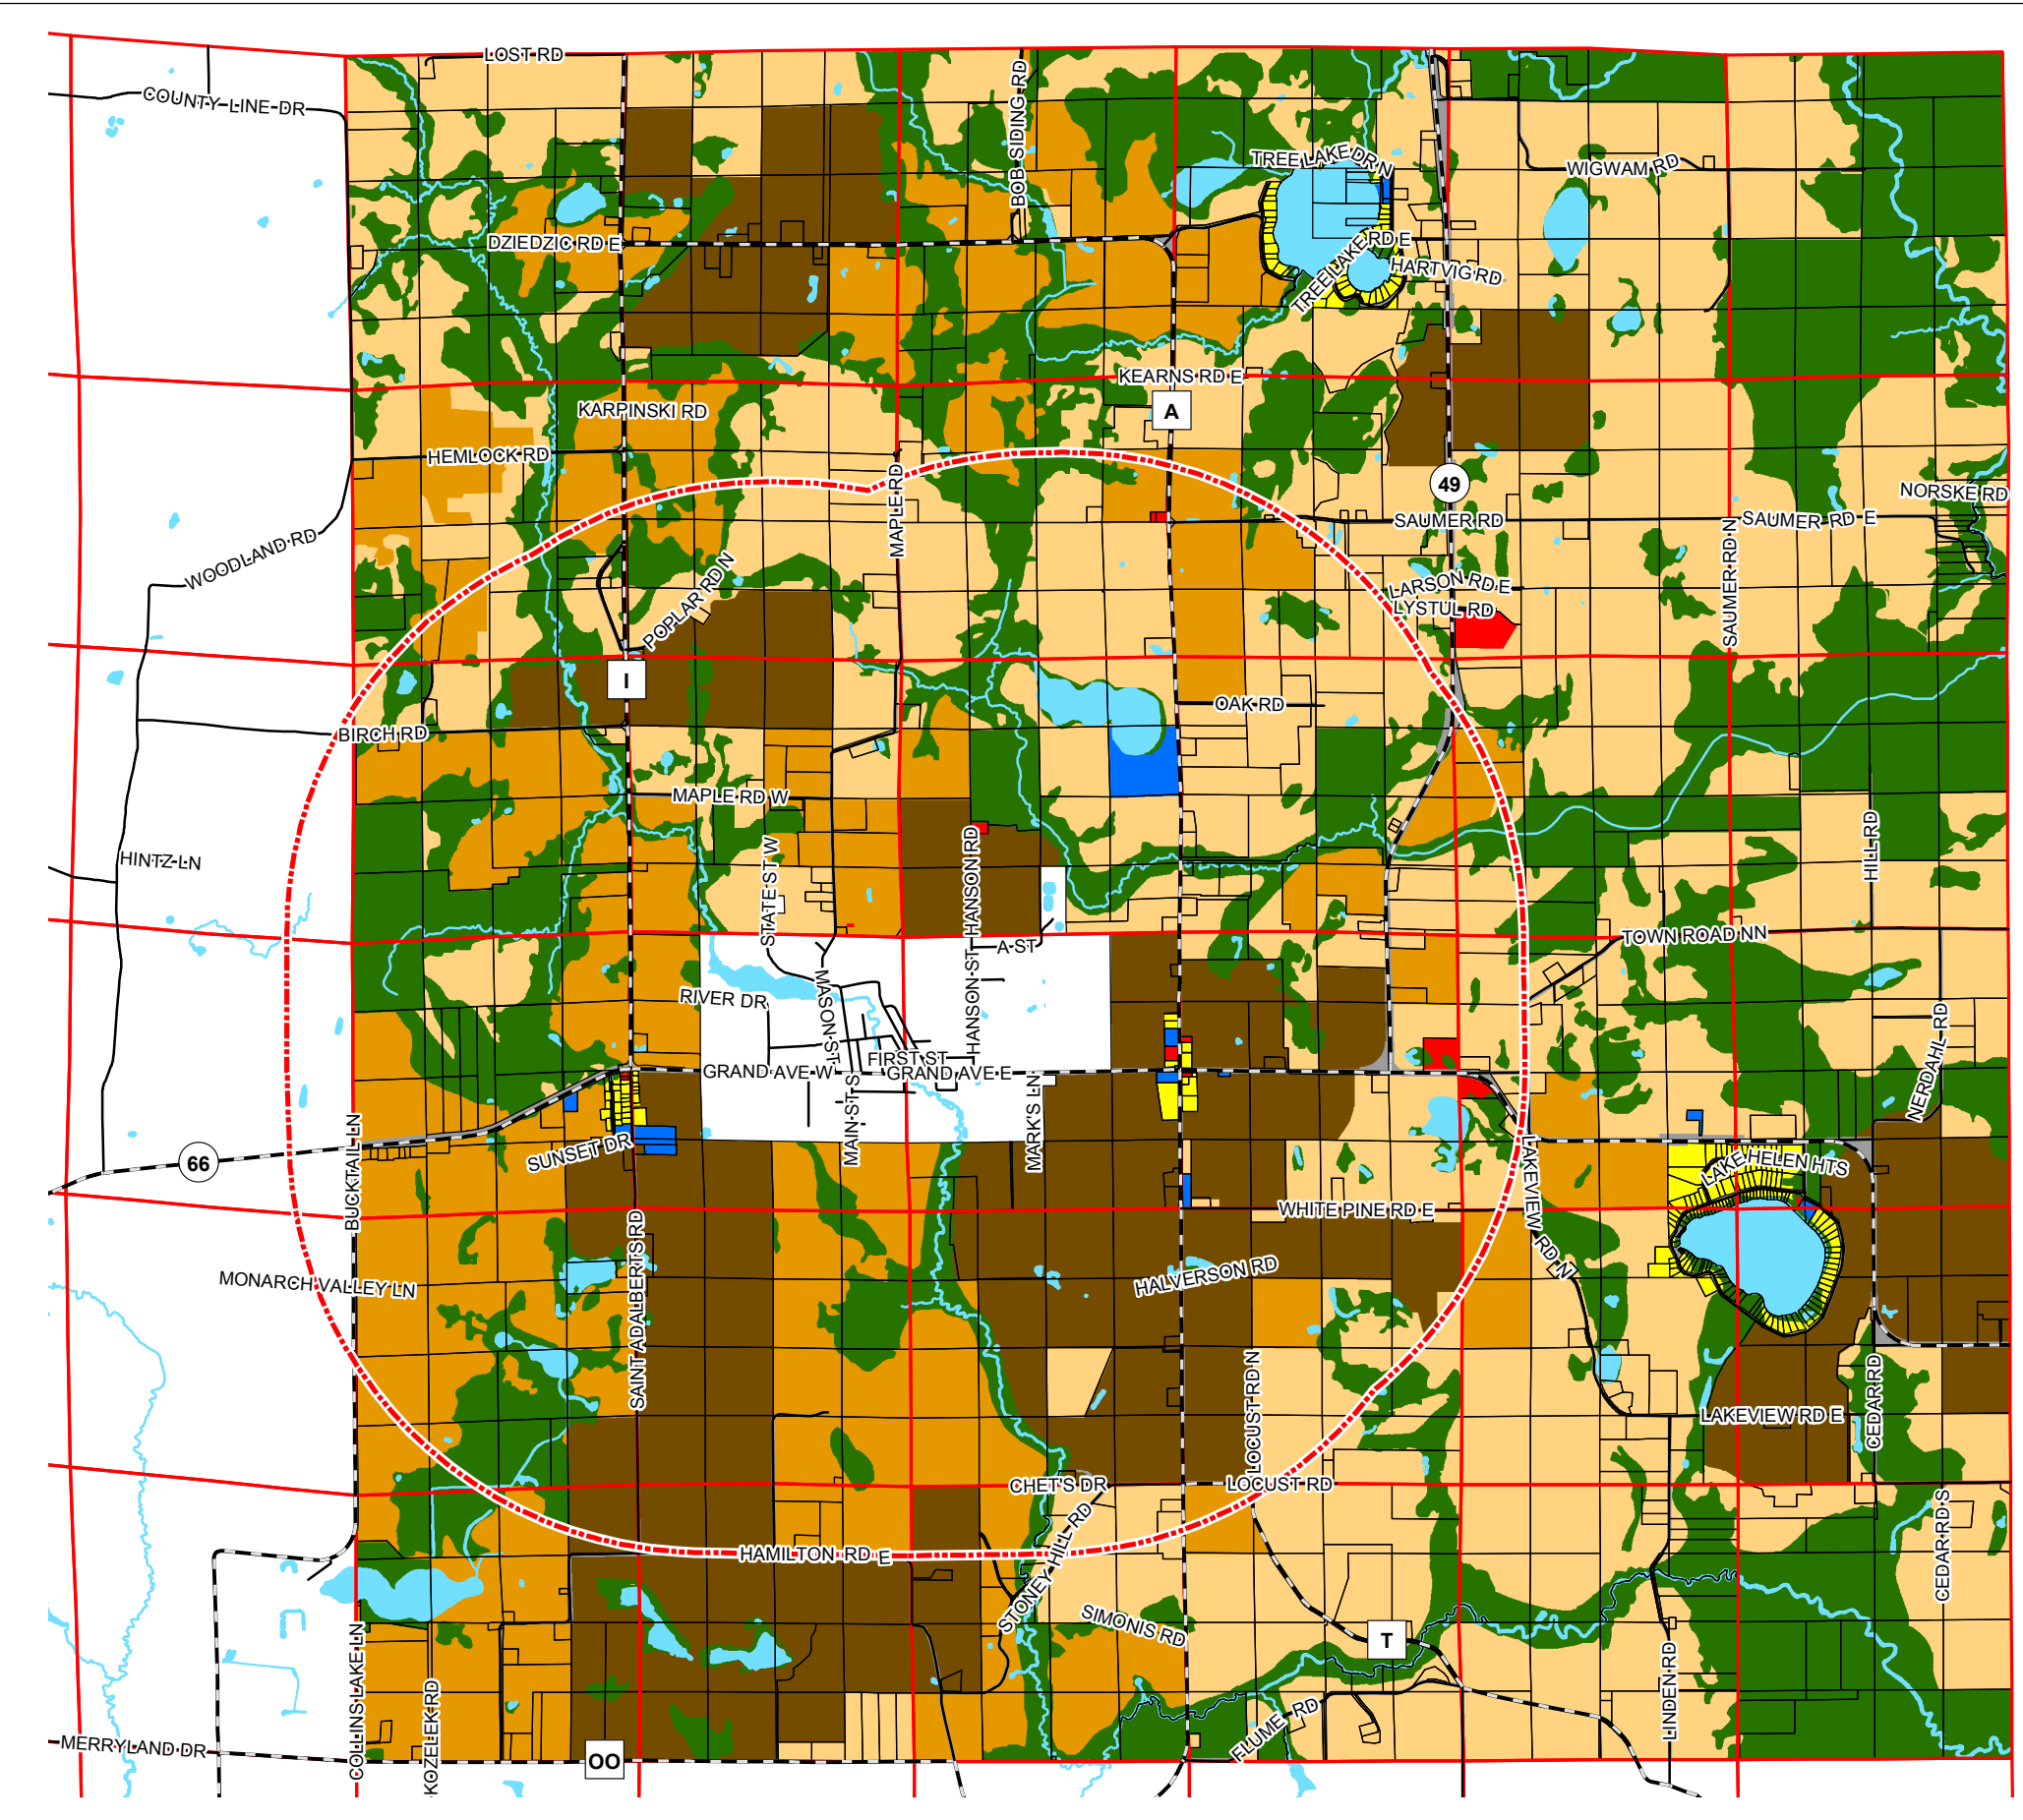 LOST RD
COUNTY LINE DR
BOB SIDING RD
TREE LAKE DR N
WIGWAM RD
DZIEDZIC RD E
TREE LAKE RD E
HARTVIG RD
KEARNS RD E
KARPINSKI RD
A
HEMLOCK RD
MAPLE RD
49
NORSKE RD
SAUMER RD
SAUMER RD E
SAUMER RD N
WOODLAND RD
POPLAR RD N
LARSON RD E
LYSTUL RD
I
OAK RD
BIRCH RD
MAPLE RD W
HINTZ LN
STATE ST W
HANSON RD
HILL RD
TOWN ROAD NN
A ST
RIVER DR
MASON ST
HANSON ST
FIRST ST
GRAND AVE W
GRAND AVE E
NERDAHL RD
MAIN ST S
MARK'S LN
BUCKTAIL LN
66
SUNSET DR
LAKE HELEN HTS
LAKEVIEW RD N
WHITE PINE RD E
SAINT ADALBERTS RD
MONARCH VALLEY LN
HALVERSON RD
LOCUST RD N
CEDAR RD
LAKEVIEW RD E
CHET'S DR
LOCUST RD
HAMILTON RD E
STONEY HILL RD
CEDAR RD S
SIMONIS RD
T
COLLINS LAKE LN
KOZELEK RD
LINDEN RD
FLUME RD
MERRYLAND DR
OO